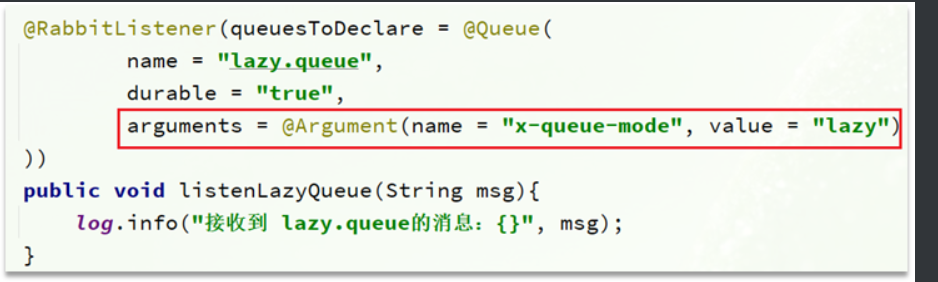 @RabbitListener(queuesToDeclare = @Queue(
name = "lazy.queue",
durable = "true",
arguments = @Argument(name = "x-queue-mode", value = "lazy")
))
public void listenLazyQueue(String msg){
log.info("接收到 lazy.queue的消息：{}", msg);
}